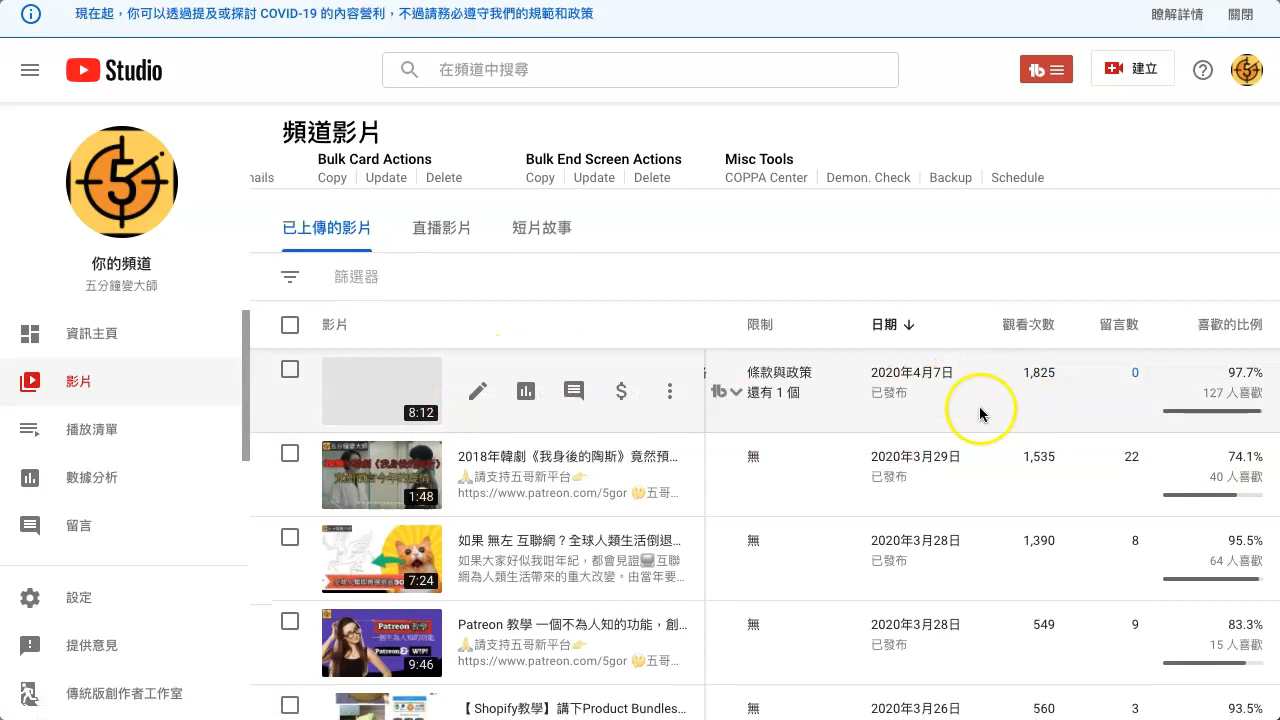 現在起，你可以透過提及或探討 COVID-19 的內容營利，不過請務必遵守我們的規範和政策
瞭解詳情
關閉
Studio
在頻道中搜尋
建立
頻道影片
Bulk Card Actions
Bulk End Screen Actions
Misc Tools
nails
Copy
Update
Delete
Copy
Update
Delete
COPPA Center
Demon. Check
Backup
Schedule
已上傳的影片
直播影片
短片故事
你的頻道
五分鐘變大師
資訊主頁
影片
播放清單
數據分析
留言
設定
提供意見
傳統版創作者工作室
篩選器
影片
限制
日期
觀看次數
留言數
喜歡的比例
8:12
條款與政策
還有 1 個
2020年4月7日
已發布
1,825
0
97.7%
127 人喜歡
1:48
2018年韓劇《我身後的陶斯》竟然預...
請支持五哥新平台
https://www.patreon.com/5gor 五哥...
無
2020年3月29日
已發布
1,535
22
74.1%
40 人喜歡
7:24
如果 無左 互聯網？全球人類生活倒退...
如果大家好似我咁年紀，都會見證互聯
網為人類生活帶來的重大改變，如果突...
無
2020年3月28日
已發布
1,390
8
95.5%
64 人喜歡
Patreon 教學
一個不為人知的功能
9:46
Patreon 教學 一個不為人知的功能，創...
請支持五哥新平台
https://www.patreon.com/5gor 五哥...
無
2020年3月28日
已發布
549
9
83.3%
15 人喜歡
【 Shopify教學】講下Product Bundles...
無
2020年3月26日
560
3
93.5%